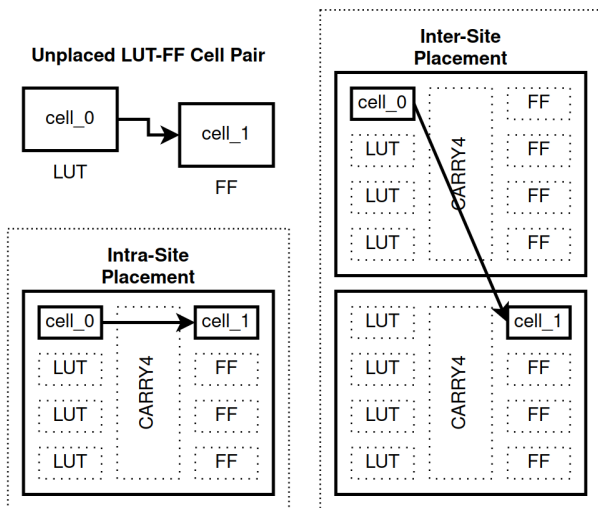 Unplaced LUT-FF Cell Pair
cell_0
cell_1
LUT
FF
Intra-Site
Placement
cell_0
cell_1
LUT
FF
LUT
FF
LUT
FF
CARRY4
Inter-Site
Placement
cell_0
FF
LUT
FF
LUT
FF
LUT
FF
CARRY4
LUT
cell_1
LUT
FF
LUT
FF
LUT
FF
CARRY4